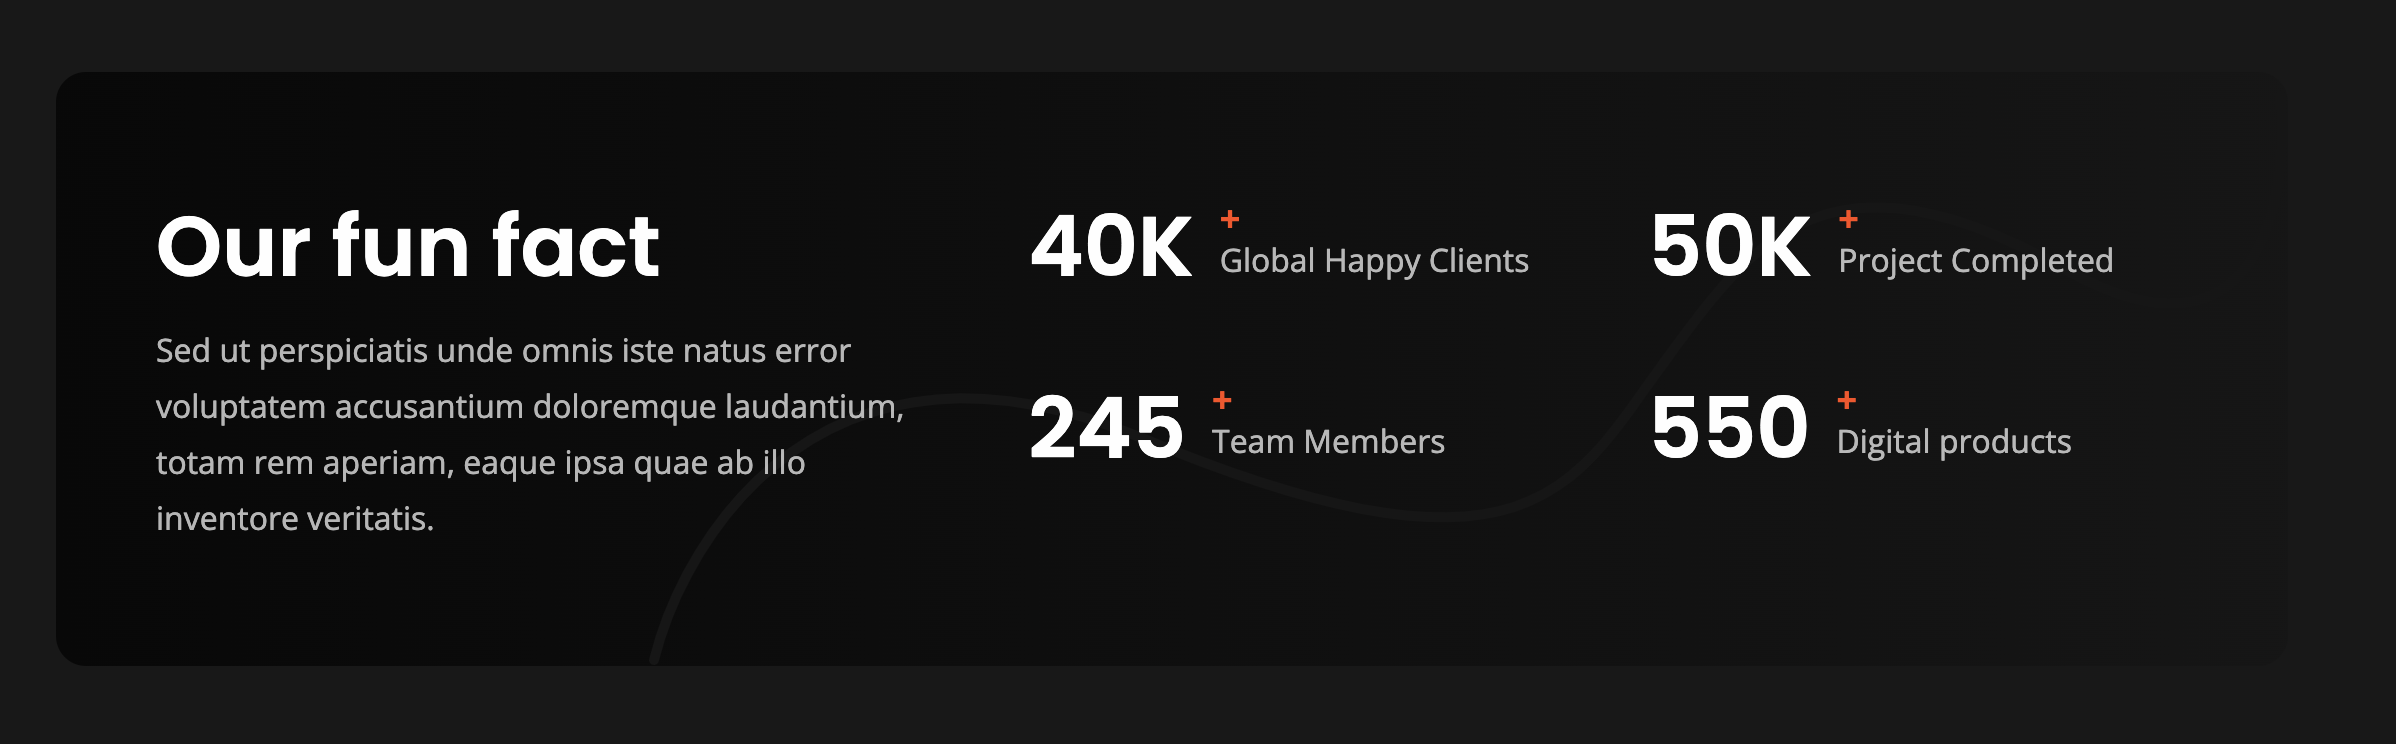 Our fun fact
Sed ut perspiciatis unde omnis iste natus error
voluptatem accusantium doloremque laudantium,
totam rem aperiam, eaque ipsa quae ab illo
inventore veritatis.
40K +
Global Happy Clients
50K +
Project Completed
245 +
Team Members
550 +
Digital products